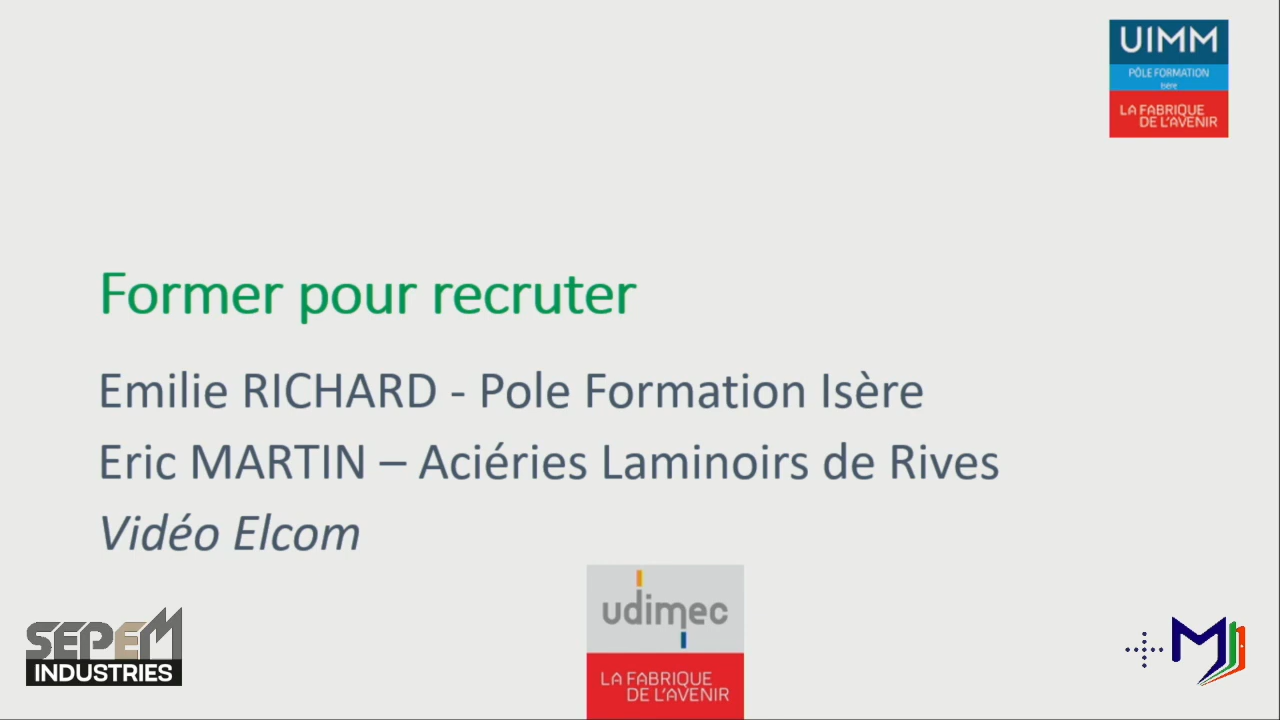 UIMM
PÔLE FORMATION
Isère
LA FABRIQUE
DE L'AVENIR
Former pour recruter
Emilie RICHARD - Pole Formation Isère
Eric MARTIN – Aciéries Laminoirs de Rives
Vidéo Elcom
udimec
LA FABRIQUE
DE L'AVENIR
SEPEM
INDUSTRIES
MJ